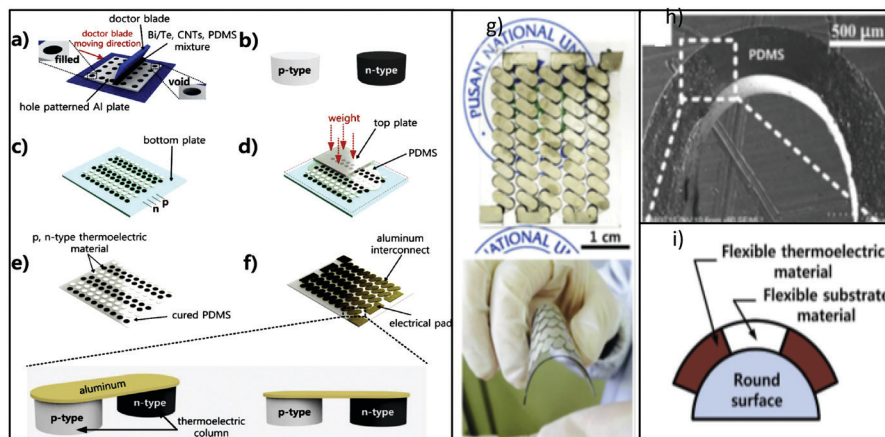 a)
doctor blade
doctor blade
moving direction
Bi/Te, CNTs, PDMS
mixture
filled
void
hole patterned Al plate
b)
p-type
n-type
c)
bottom plate
p
n
d)
weight
top plate
PDMS
e)
p, n-type thermoelectric
material
cured PDMS
f)
aluminum
interconnect
electrical pad
aluminum
p-type
n-type
thermoelectric
column
p-type
n-type
g)
PUSAN NATIONAL UN
1 cm
NATIONAL UN
h)
500 μm
PDMS
i)
Flexible thermoelectric
material
Flexible substrate
material
Round
surface